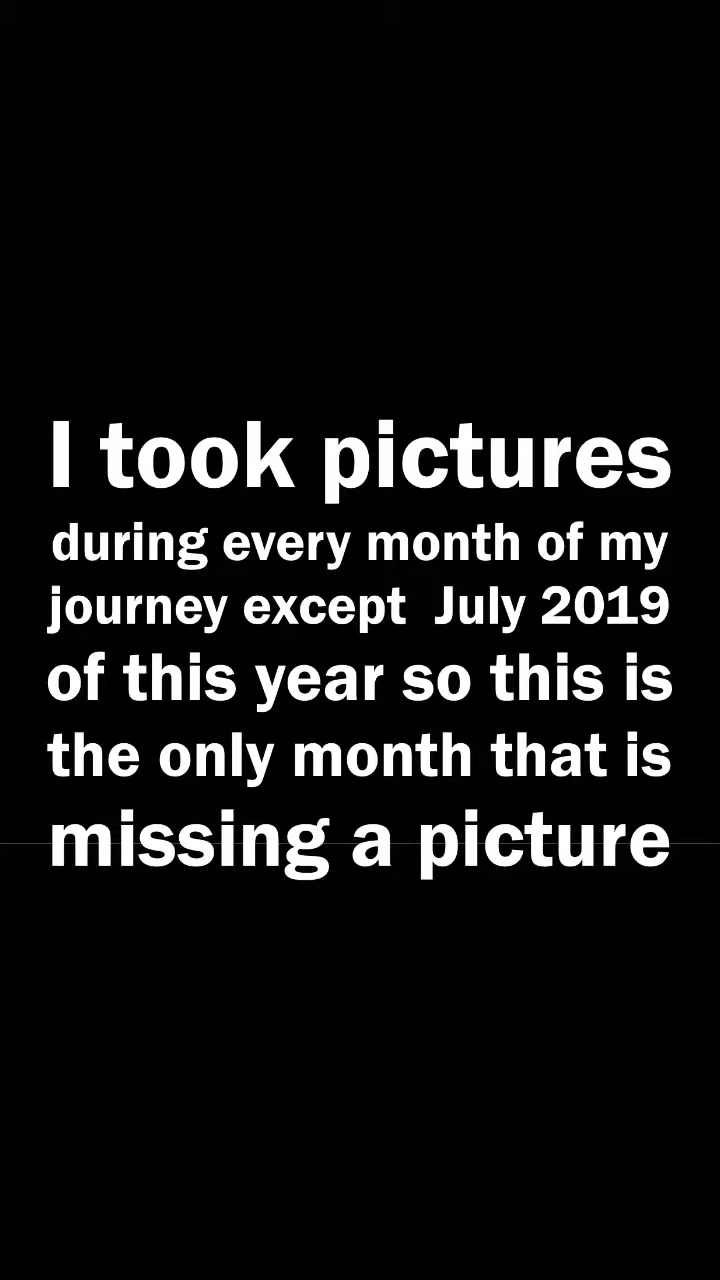 I took pictures
during every month of my
journey except  July 2019
of this year so this is
the only month that is
missing a picture